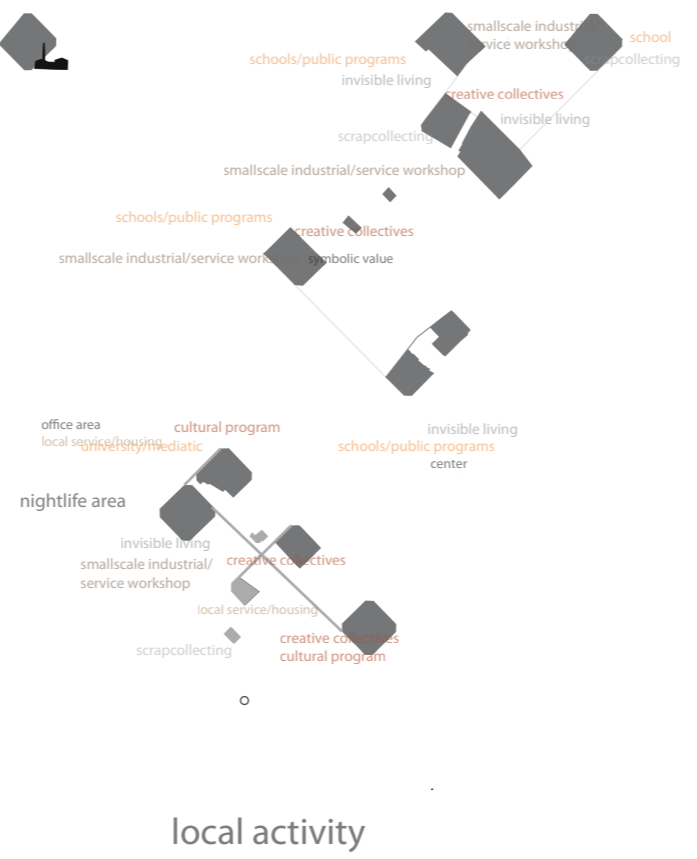 smallscale industrial/
service workshop
school
schools/public programs
scrapcollecting
invisible living
creative collectives
invisible living
scrapcollecting
smallscale industrial/service workshop
schools/public programs
creative collectives
smallscale industrial/service workshop
symbolic value
office area
cultural program
invisible living
local service/housing
university/mediatic
schools/public programs
center
nightlife area
invisible living
creative collectives
smallscale industrial/
service workshop
local service/housing
creative collectives
scrapcollecting
cultural program
local activity